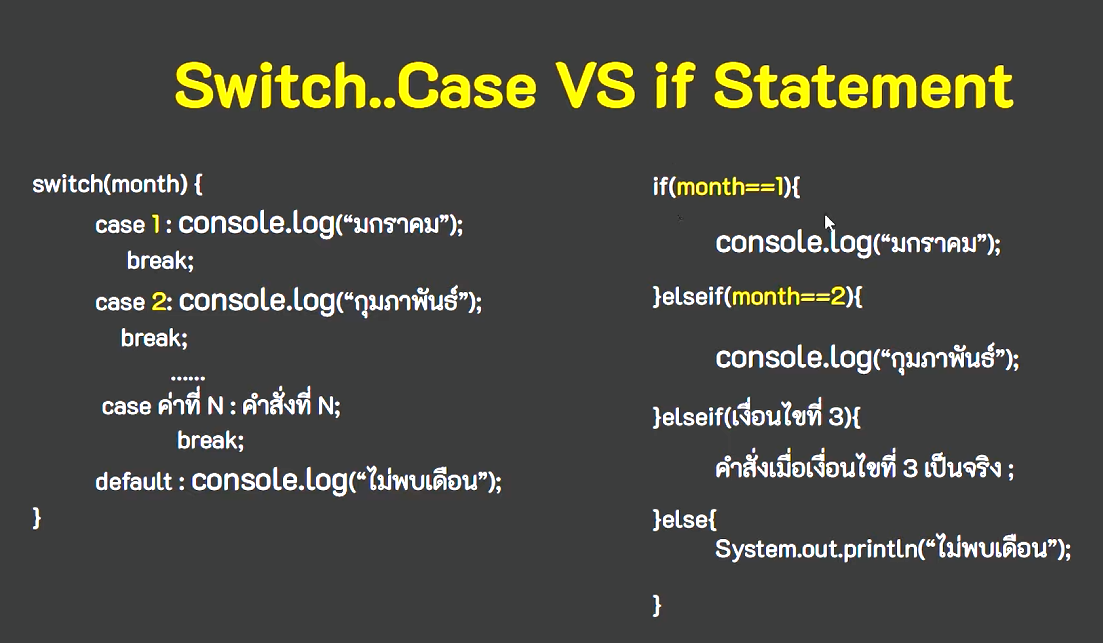 Switch..Case VS if Statement
switch(month) {
case 1 : console.log(“มกราคม”);
break;
case 2: console.log(“กุมภาพันธ์”);
break;
......
case ค่าที่ N : คำสั่งที่ N;
break;
default : console.log(“ไม่พบเดือน”);
}
if(month==1){
console.log(“มกราคม”);
}elseif(month==2){
console.log(“กุมภาพันธ์”);
}elseif(เงื่อนไขที่ 3){
คำสั่งเมื่อเงื่อนไขที่ 3 เป็นจริง ;
}else{
System.out.println(“ไม่พบเดือน”);
}